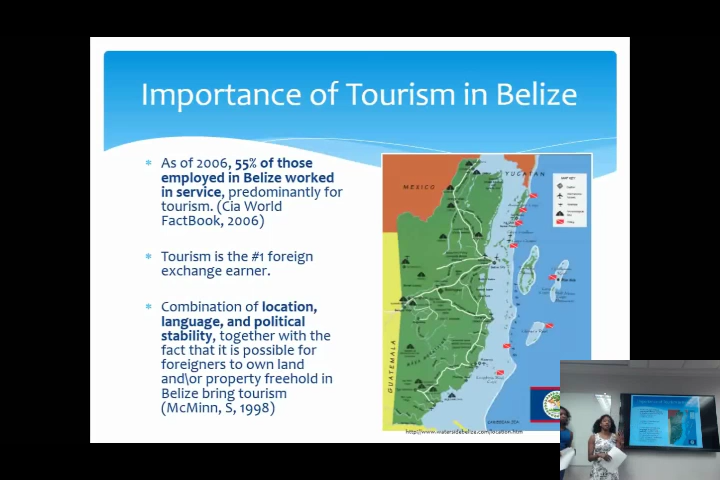 Importance of Tourism in Belize
As of 2006, 55% of those
employed in Belize worked
in service, predominantly for
tourism. (Cia World
FactBook, 2006)
Tourism is the #1 foreign
exchange earner.
Combination of location,
language, and political
stability, together with the
fact that it is possible for
foreigners to own land
and\or property freehold in
Belize bring tourism
(McMinn, S, 1998)
MEXICO
YUCATAN
MAP KEY
GUATEMALA
CARIBBEAN SEA
http://www.watersidebelize.com/location.htm